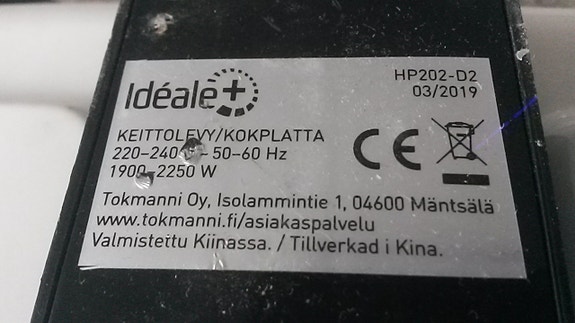 Idéale+
HP202-D2
03/2019
KEITTOLEVY/KOKPLATTA
220-240 50-60 Hz
1900-2250 W
Tokmanni Oy, Isolammintie 1, 04600 Mäntsälä
www.tokmanni.fi/asiakaspalvelu
Valmistettu Kiinassa. / Tillverkad i Kina.
CE